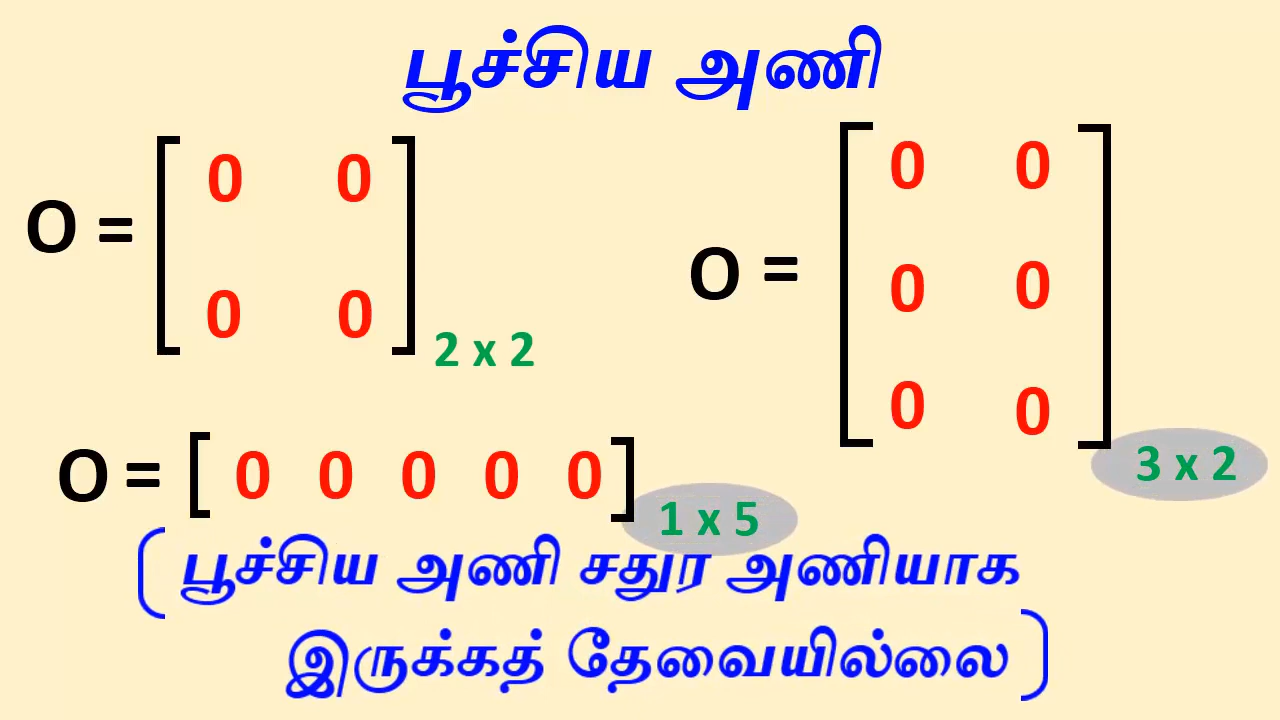 பூச்சிய அணி
O = [ 0 0
0 0 ] 2 x 2
O = [ 0 0
0 0
0 0 ] 3 x 2
O = [ 0 0 0 0 0 ] 1 x 5
( பூச்சிய அணி சதுர அணியாக
இருக்கத் தேவையில்லை )